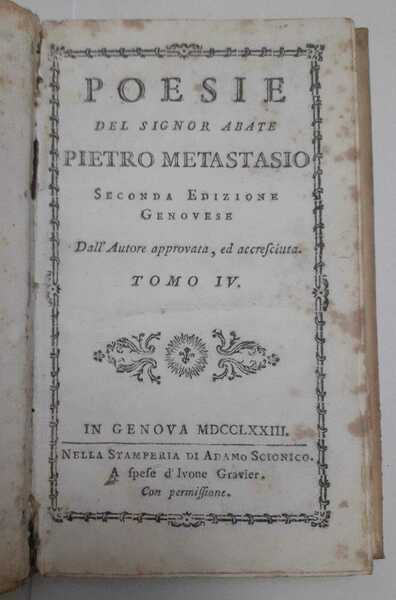 POESIE
DEL SIGNOR ABATE
PIETRO METASTASIO
SECONDA EDIZIONE
GENOVESE
Dall'Autore approvata, ed accreſciuta.
TOMO IV.
IN GENOVA MDCCLXXIII.
NELLA STAMPERIA DI ADAMO SCIONICO.
A ſpeſe d'Ivone Gravier.
Con permiſſione.